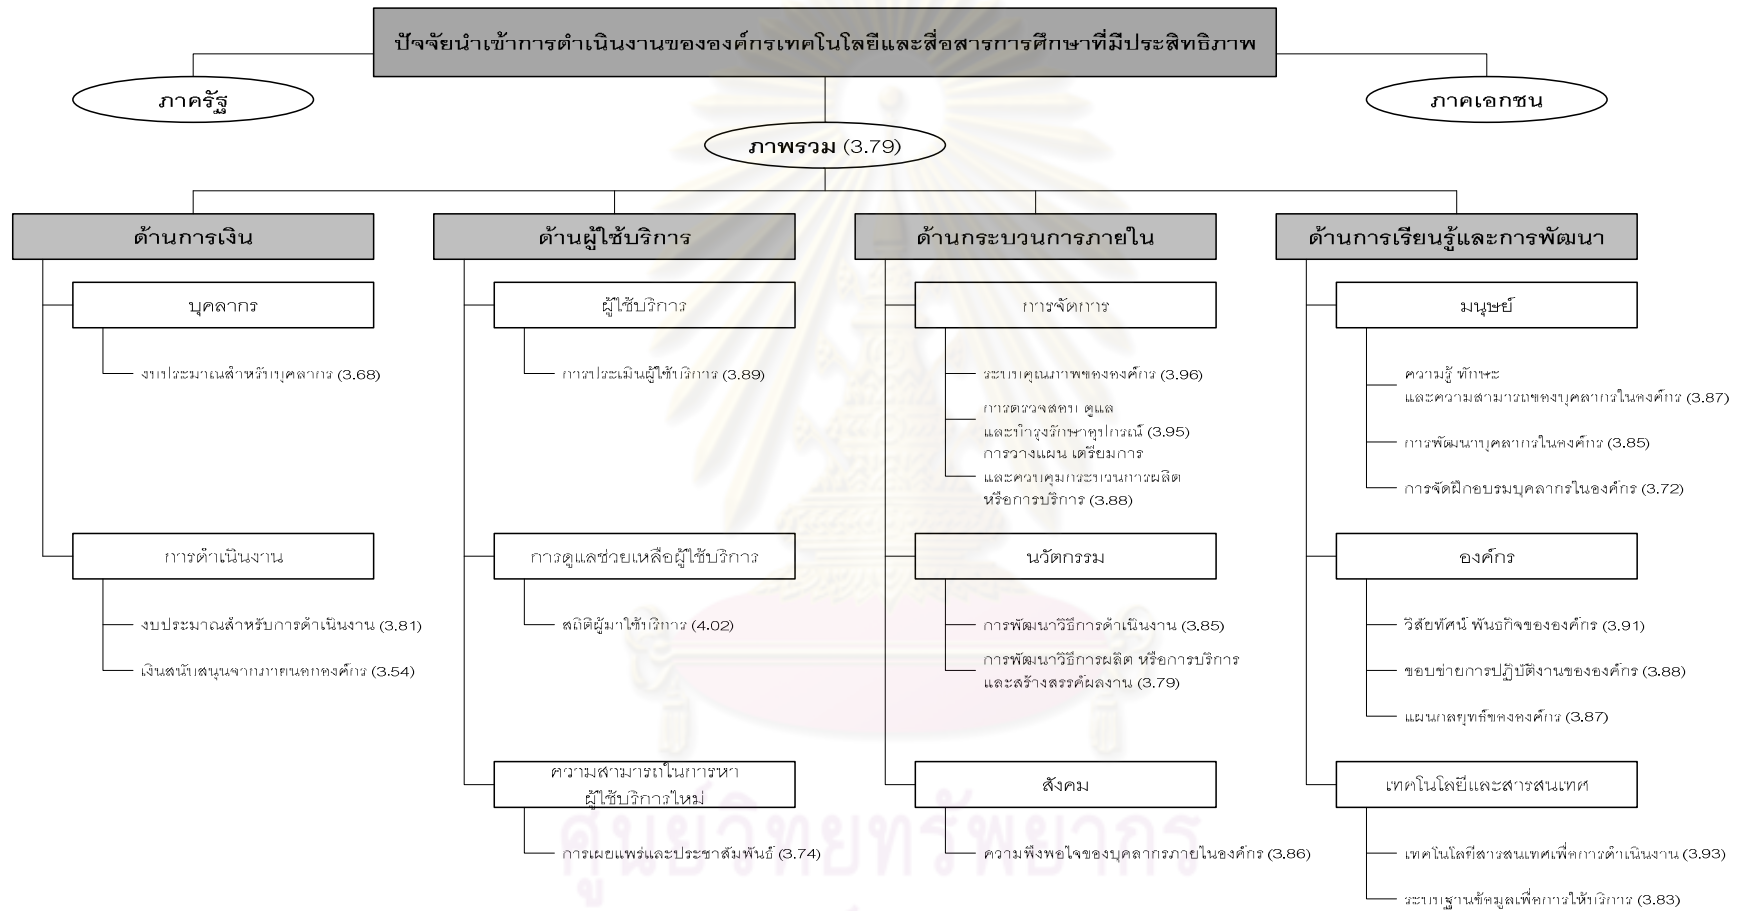 ปัจจัยนำเข้าการดำเนินงานขององค์กรเทคโนโลยีและสื่อสารการศึกษาที่มีประสิทธิภาพ
ภาครัฐ
ภาคเอกชน
ภาพรวม (3.79)
ด้านการเงิน
บุคลากร
งบประมาณสำหรับบุคลากร (3.68)
การดำเนินงาน
งบประมาณสำหรับการดำเนินงาน (3.81)
เงินสนับสนุนจากภายนอกองค์กร (3.54)
ด้านผู้ใช้บริการ
ผู้ใช้บริการ
การประเมินผู้ใช้บริการ (3.89)
การดูแลช่วยเหลือผู้ใช้บริการ
สถิติผู้มาใช้บริการ (4.02)
ความสามารถในการหา
ผู้ใช้บริการใหม่
การเผยแพร่และประชาสัมพันธ์ (3.74)
ด้านกระบวนการภายใน
การจัดการ
ระบบคุณภาพขององค์กร (3.96)
การตรวจสอบ ดูแล
และบำรุงรักษาอุปกรณ์ (3.95)
การวางแผน เตรียมการ
และควบคุมกระบวนการผลิต
หรือการบริการ (3.88)
นวัตกรรม
การพัฒนาวิธีการดำเนินงาน (3.85)
การพัฒนาวิธีการผลิต หรือการบริการ
และสร้างสรรค์ผลงาน (3.79)
สังคม
ความพึงพอใจของบุคลากรภายในองค์กร (3.86)
ด้านการเรียนรู้และการพัฒนา
มนุษย์
ความรู้ ทักษะ
และความสามารถของบุคลากรในองค์กร (3.87)
การพัฒนาบุคลากรในองค์กร (3.85)
การจัดฝึกอบรมบุคลากรในองค์กร (3.72)
องค์กร
วิสัยทัศน์ พันธกิจขององค์กร (3.91)
ขอบข่ายการปฏิบัติงานขององค์กร (3.88)
แผนกลยุทธ์ขององค์กร (3.87)
เทคโนโลยีและสารสนเทศ
เทคโนโลยีสารสนเทศเพื่อการดำเนินงาน (3.93)
ระบบฐานข้อมูลเพื่อการให้บริการ (3.83)
ศูนย์วิทยทรัพยากร